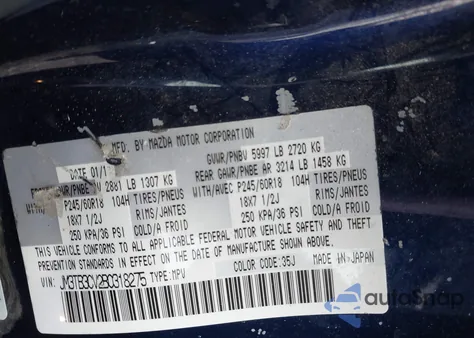 MFD. BY MAZDA MOTOR CORPORATION
DATE 01/1 GVWR/PNBV 5997 LB 2720 KG
GAWR/PNBE 2881 LB 1307 KG REAR GAWR/PNBE AR 3214 LB 1458 KG
P245/60R18 104H TIRES/PNEUS WITH/AVEC P245/60R18 104H TIRES/PNEUS
18X7 1/2J RIMS/JANTES 18X7 1/2J RIMS/JANTES
250 KPA/36 PSI COLD/A FROID 250 KPA/36 PSI COLD/A FROID
THIS VEHICLE CONFORMS TO ALL APPLICABLE FEDERAL MOTOR VEHICLE SAFETY AND THEFT
PREVENTION STANDARDS IN EFFECT ON THE DATE OF MANUFACTURE SHOWN ABOVE.
VIN: JM3TB3CV2B0318275 TYPE: MPV COLOR CODE: 35J MADE IN JAPAN
autoSnap